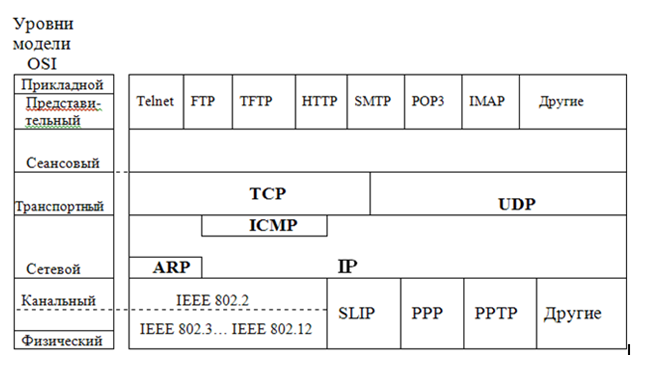 Уровни
модели
OSI
Прикладной
Представи-
тельный
Telnet FTP TFTP HTTP SMTP POP3 IMAP Другие
Сеансовый
Транспортный
TCP
UDP
ICMP
Сетевой
ARP
IP
Канальный
IEEE 802.2
SLIP PPP PPTP Другие
IEEE 802.3... IEEE 802.12
Физический